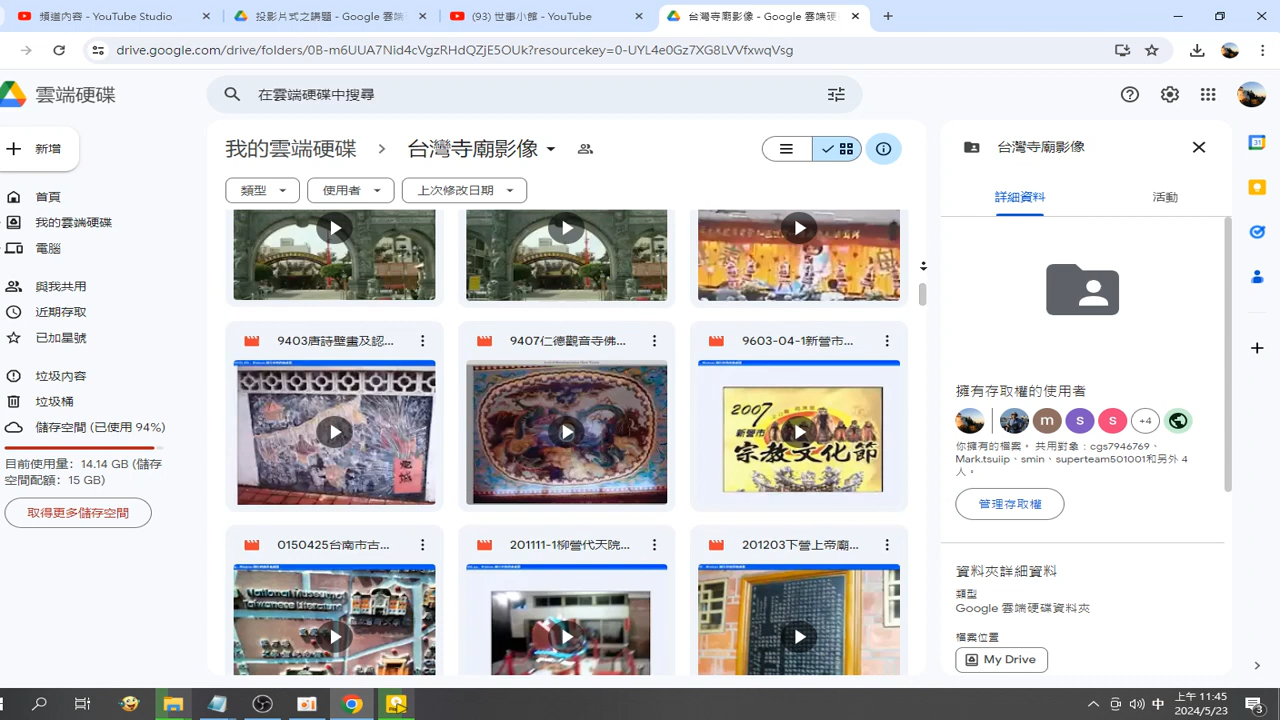 頻道內容 - YouTube Studio
投影片式之講題 - Google 雲端
(93) 世事小館 - YouTube
台灣寺廟影像 - Google 雲端硬
drive.google.com/drive/folders/0B-m6UUA7Nid4cVgzRHdQZjE5OUk?resourcekey=0-UYL4e0Gz7XG8LVVfxwqVsg
雲端硬碟
在雲端硬碟中搜尋
新增
首頁
我的雲端硬碟
電腦
與我共用
近期存取
已加星號
垃圾內容
垃圾桶
儲存空間 (已使用 94%)
目前使用量：14.14 GB (儲存
空間配額：15 GB)
取得更多儲存空間
我的雲端硬碟 > 台灣寺廟影像
類型
使用者
上次修改日期
9403唐詩壁畫及認...
9407仁德觀音寺佛...
9603-04-1新營市...
2007
新營市
宗教文化節
0150425台南市古...
201111-1柳營代天院...
201203下營上帝廟...
National Museum of
Taiwanese Literature
台灣寺廟影像
詳細資料
活動
擁有存取權的使用者
m
s
s
+4
你擁有的檔案。 共用對象：cgs7946769、
Mark.tsuiip、smin、superteam501001和另外 4
人。
管理存取權
資料夾詳細資料
類型
Google 雲端硬碟資料夾
檔案位置
My Drive
31
中
上午 11:45
2024/5/23
3